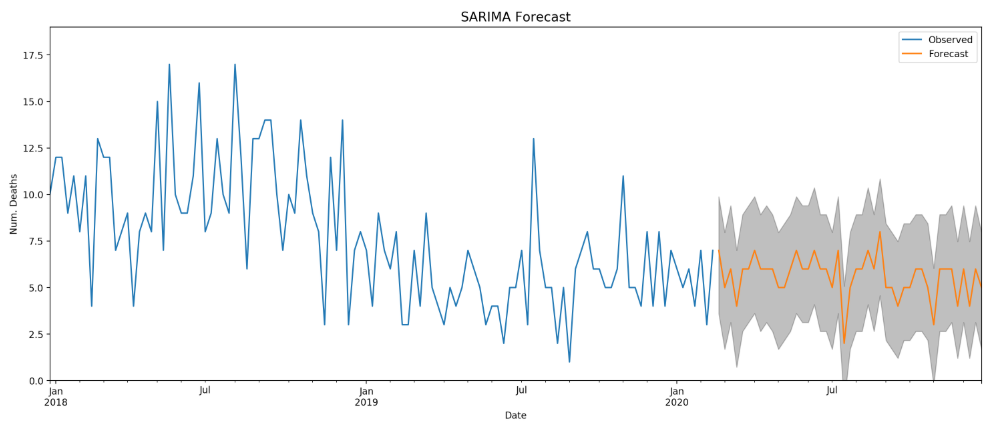 SARIMA Forecast
Observed
Forecast
17.5
15.0
12.5
10.0
7.5
5.0
2.5
0.0
Num. Deaths
Jan
2018
Jul
Jan
2019
Jul
Jan
2020
Jul
Date